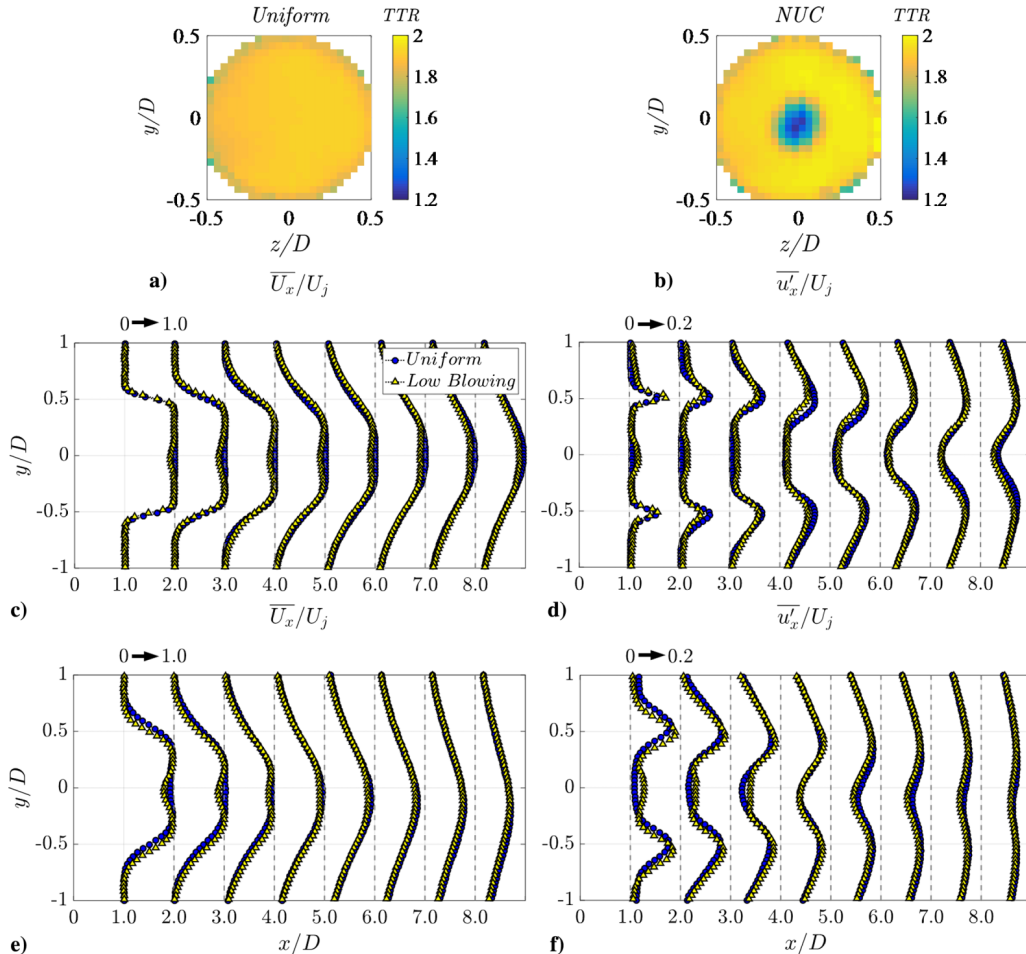 Uniform TTR
NUC TTR
0.5
0
-0.5
y/D
-0.5 0 0.5
z/D
2
1.8
1.6
1.4
1.2
0.5
0
-0.5
y/D
-0.5 0 0.5
z/D
2
1.8
1.6
1.4
1.2
a) \overline{U_x}/U_j
b) \overline{u'_x}/U_j
0 → 1.0
1
0.5
0
-0.5
-1
y/D
Uniform
Low Blowing
1.0 2.0 3.0 4.0 5.0 6.0 7.0 8.0
0 → 0.2
1
0.5
0
-0.5
-1
y/D
1.0 2.0 3.0 4.0 5.0 6.0 7.0 8.0
c) \overline{U_x}/U_j
d) \overline{u'_x}/U_j
0 → 1.0
1
0.5
0
-0.5
-1
y/D
1.0 2.0 3.0 4.0 5.0 6.0 7.0 8.0
e) x/D
0 → 0.2
1
0.5
0
-0.5
-1
y/D
1.0 2.0 3.0 4.0 5.0 6.0 7.0 8.0
f) x/D